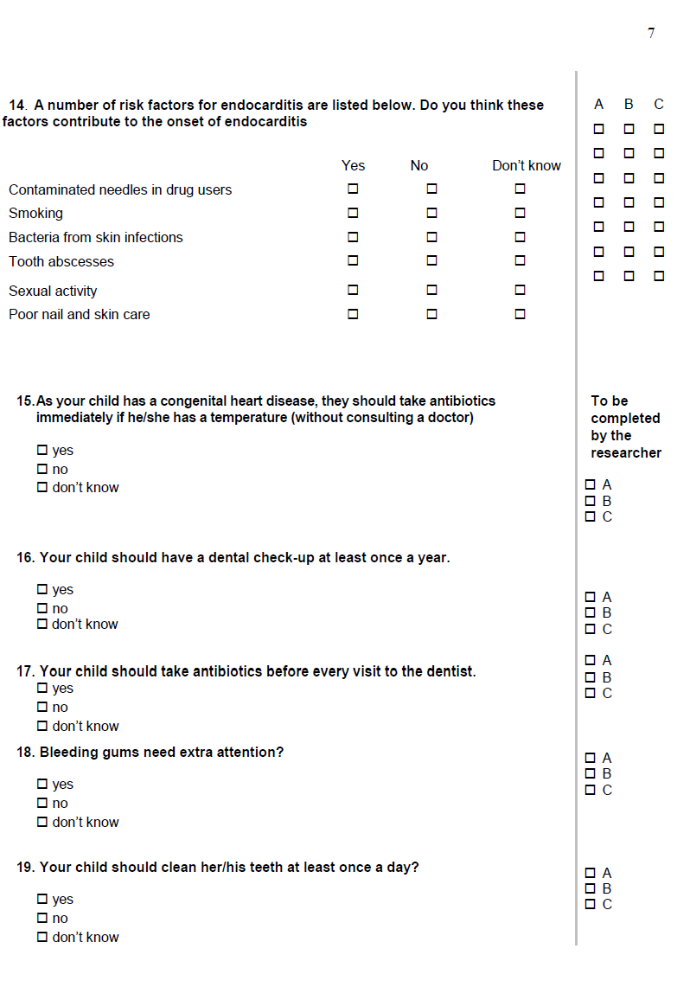 7
14. A number of risk factors for endocarditis are listed below. Do you think these
factors contribute to the onset of endocarditis
A B C
Yes No Don't know
Contaminated needles in drug users
Smoking
Bacteria from skin infections
Tooth abscesses
Sexual activity
Poor nail and skin care
15.As your child has a congenital heart disease, they should take antibiotics
immediately if he/she has a temperature (without consulting a doctor)
yes
no
don't know
To be
completed
by the
researcher
A
B
C
16. Your child should have a dental check-up at least once a year.
yes
no
don't know
A
B
C
17. Your child should take antibiotics before every visit to the dentist.
yes
no
don't know
A
B
C
18. Bleeding gums need extra attention?
yes
no
don't know
A
B
C
19. Your child should clean her/his teeth at least once a day?
yes
no
don't know
A
B
C